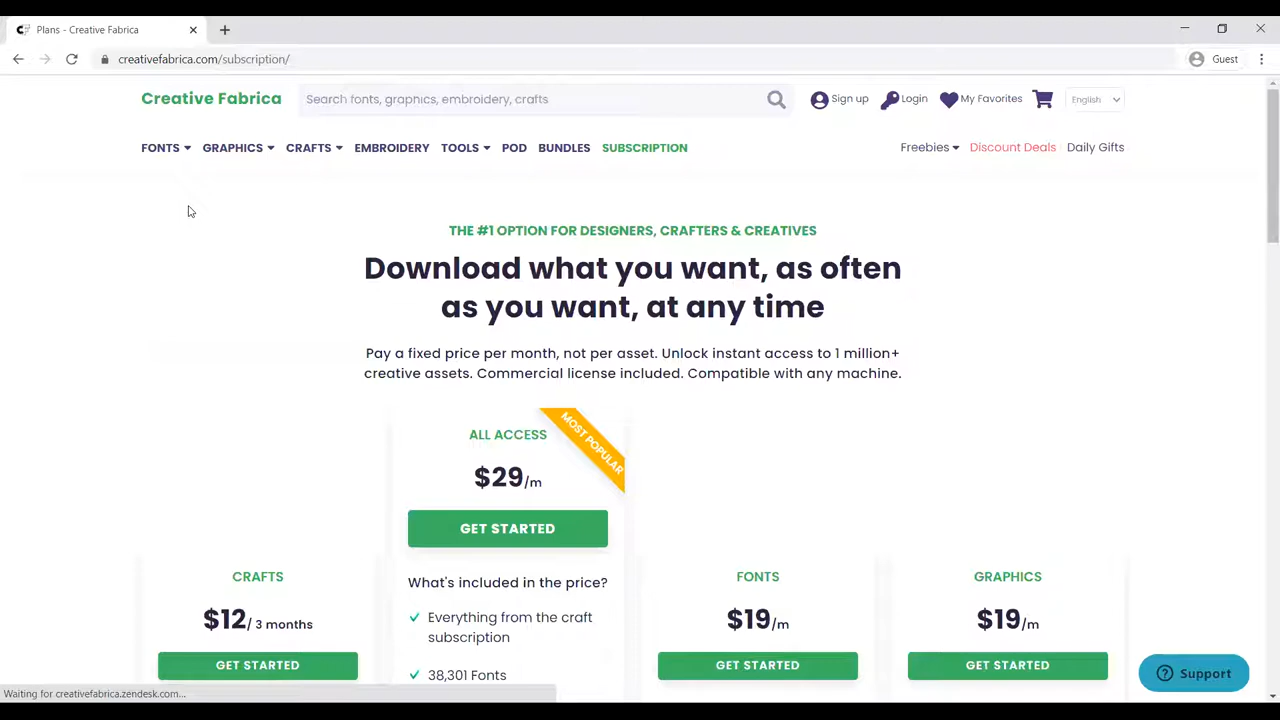 Plans - Creative Fabrica
creativefabrica.com/subscription/
Guest
Creative Fabrica
Search fonts, graphics, embroidery, crafts
Sign up
Login
My Favorites
English
FONTS GRAPHICS CRAFTS EMBROIDERY TOOLS POD BUNDLES SUBSCRIPTION
Freebies Discount Deals Daily Gifts
THE #1 OPTION FOR DESIGNERS, CRAFTERS & CREATIVES
Download what you want, as often
as you want, at any time
Pay a fixed price per month, not per asset. Unlock instant access to 1 million+
creative assets. Commercial license included. Compatible with any machine.
MOST POPULAR
ALL ACCESS
$29/m
GET STARTED
What's included in the price?
Everything from the craft
subscription
38,301 Fonts
CRAFTS
$12/ 3 months
GET STARTED
FONTS
$19/m
GET STARTED
GRAPHICS
$19/m
GET STARTED
Support
Waiting for creativefabrica.zendesk.com...